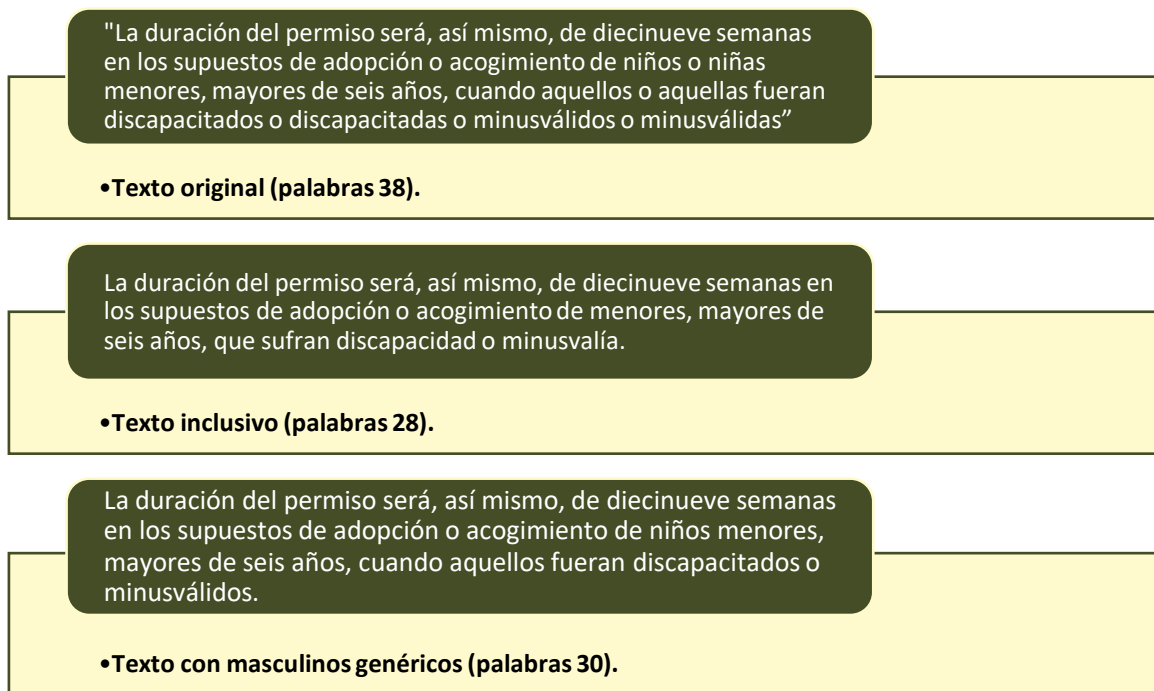 "La duración del permiso será, así mismo, de diecinueve semanas
en los supuestos de adopción o acogimiento de niños o niñas
menores, mayores de seis años, cuando aquellos o aquellas fueran
discapacitados o discapacitadas o minusválidos o minusválidas”
•Texto original (palabras 38).
La duración del permiso será, así mismo, de diecinueve semanas en
los supuestos de adopción o acogimiento de menores, mayores de
seis años, que sufran discapacidad o minusvalía.
•Texto inclusivo (palabras 28).
La duración del permiso será, así mismo, de diecinueve semanas
en los supuestos de adopción o acogimiento de niños menores,
mayores de seis años, cuando aquellos fueran discapacitados o
minusválidos.
•Texto con masculinos genéricos (palabras 30).